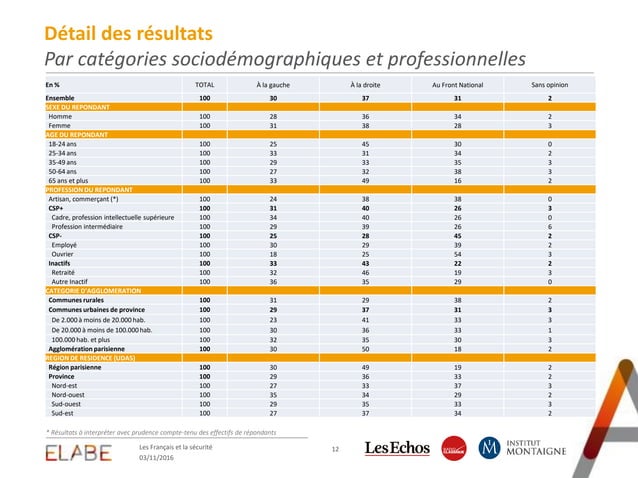 Détail des résultats
Par catégories sociodémographiques et professionnelles
En % TOTAL À la gauche À la droite Au Front National Sans opinion
Ensemble 100 30 37 31 2
SEXE DU REPONDANT
Homme 100 28 36 34 2
Femme 100 31 38 28 3
AGE DU REPONDANT
18-24 ans 100 25 45 30 0
25-34 ans 100 33 31 34 2
35-49 ans 100 29 33 35 3
50-64 ans 100 27 32 38 3
65 ans et plus 100 33 49 16 2
PROFESSION DU REPONDANT
Artisan, commerçant (*) 100 24 38 38 0
CSP+ 100 31 40 26 3
Cadre, profession intellectuelle supérieure 100 34 40 26 0
Profession intermédiaire 100 29 39 26 6
CSP- 100 25 28 45 2
Employé 100 30 29 39 2
Ouvrier 100 18 25 54 3
Inactifs 100 33 43 22 2
Retraité 100 32 46 19 3
Autre Inactif 100 36 35 29 0
CATEGORIE D'AGGLOMERATION
Communes rurales 100 31 29 38 2
Communes urbaines de province 100 29 37 31 3
De 2.000 à moins de 20.000 hab. 100 23 41 33 3
De 20.000 à moins de 100.000 hab. 100 30 36 33 1
100.000 hab. et plus 100 32 35 30 3
Agglomération parisienne 100 30 50 18 2
REGION DE RESIDENCE (UDA5)
Région parisienne 100 30 49 19 2
Province 100 29 36 33 2
Nord-est 100 27 33 37 3
Nord-ouest 100 35 34 29 2
Sud-ouest 100 29 35 33 3
Sud-est 100 27 37 34 2
* Résultats à interpréter avec prudence compte-tenu des effectifs de répondants
ELABE
Les Français et la sécurité
03/11/2016
12
Les Echos
RADIO CLASSIQUE
INSTITUT
MONTAIGNE